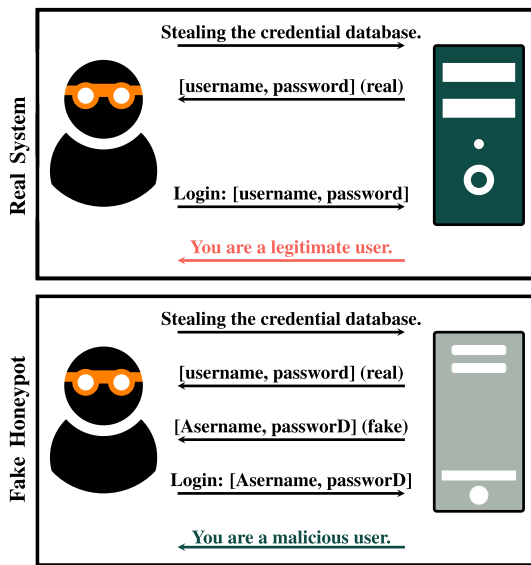 Real System
Stealing the credential database.
[username, password] (real)
Login: [username, password]
You are a legitimate user.
Fake Honeypot
Stealing the credential database.
[username, password] (real)
[Asername, passworD] (fake)
Login: [Asername, passworD]
You are a malicious user.